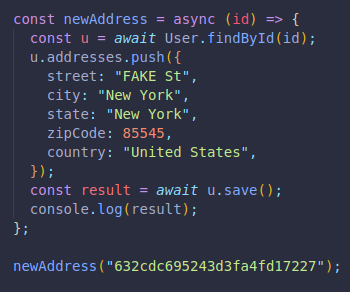 const newAddress = async (id) => {
  const u = await User.findById(id);
  u.addresses.push({
    street: "FAKE St",
    city: "New York",
    state: "New York",
    zipCode: 85545,
    country: "United States",
  });
  const result = await u.save();
  console.log(result);
};

newAddress("632cdc695243d3fa4fd17227");